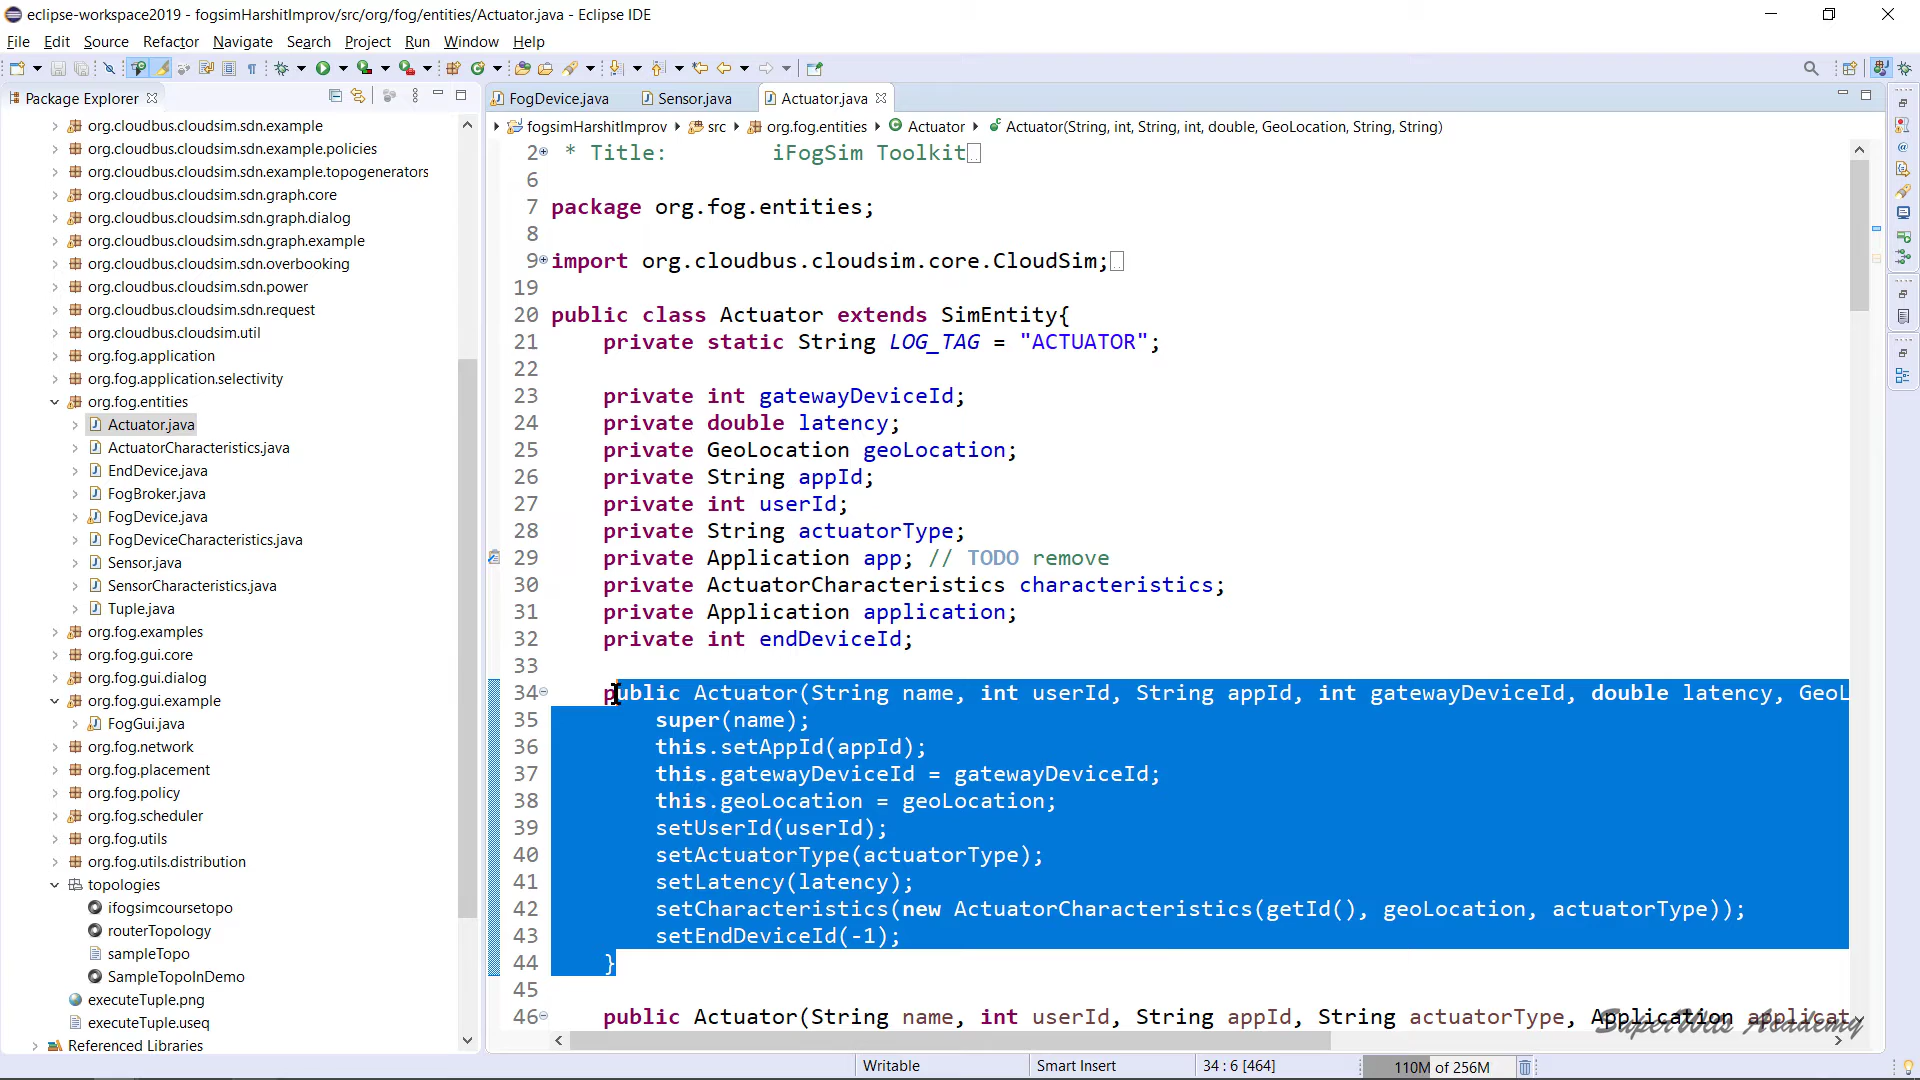 eclipse-workspace2019 - fogsimHarshitImprov/src/org/fog/entities/Actuator.java - Eclipse IDE
File Edit Source Refactor Navigate Search Project Run Window Help
Package Explorer
FogDevice.java Sensor.java Actuator.java
fogsimHarshitImprov src org.fog.entities Actuator Actuator(String, int, String, int, double, GeoLocation, String, String)
org.cloudbus.cloudsim.sdn.example
org.cloudbus.cloudsim.sdn.example.policies
org.cloudbus.cloudsim.sdn.example.topogenerators
org.cloudbus.cloudsim.sdn.graph.core
org.cloudbus.cloudsim.sdn.graph.dialog
org.cloudbus.cloudsim.sdn.graph.example
org.cloudbus.cloudsim.sdn.overbooking
org.cloudbus.cloudsim.sdn.power
org.cloudbus.cloudsim.sdn.request
org.cloudbus.cloudsim.util
org.fog.application
org.fog.application.selectivity
org.fog.entities
Actuator.java
ActuatorCharacteristics.java
EndDevice.java
FogBroker.java
FogDevice.java
FogDeviceCharacteristics.java
Sensor.java
SensorCharacteristics.java
Tuple.java
org.fog.examples
org.fog.gui.core
org.fog.gui.dialog
org.fog.gui.example
FogGui.java
org.fog.network
org.fog.placement
org.fog.policy
org.fog.scheduler
org.fog.utils
org.fog.utils.distribution
topologies
ifogsimcoursetopo
routerTopology
sampleTopo
SampleTopoInDemo
executeTuple.png
executeTuple.useq
Referenced Libraries
2 * Title: iFogSim Toolkit
6
7 package org.fog.entities;
8
9 import org.cloudbus.cloudsim.core.CloudSim;
19
20 public class Actuator extends SimEntity{
21 private static String LOG_TAG = "ACTUATOR";
22
23 private int gatewayDeviceId;
24 private double latency;
25 private GeoLocation geoLocation;
26 private String appId;
27 private int userId;
28 private String actuatorType;
29 private Application app; // TODO remove
30 private ActuatorCharacteristics characteristics;
31 private Application application;
32 private int endDeviceId;
33
34 public Actuator(String name, int userId, String appId, int gatewayDeviceId, double latency, GeoL
35 super(name);
36 this.setAppId(appId);
37 this.gatewayDeviceId = gatewayDeviceId;
38 this.geoLocation = geoLocation;
39 setUserId(userId);
40 setActuatorType(actuatorType);
41 setLatency(latency);
42 setCharacteristics(new ActuatorCharacteristics(getId(), geoLocation, actuatorType));
43 setEndDeviceId(-1);
44 }
45
46 public Actuator(String name, int userId, String appId, String actuatorType, Application applicat
SuperWits Academy
Writable Smart Insert 34 : 6 [464] 110M of 256M